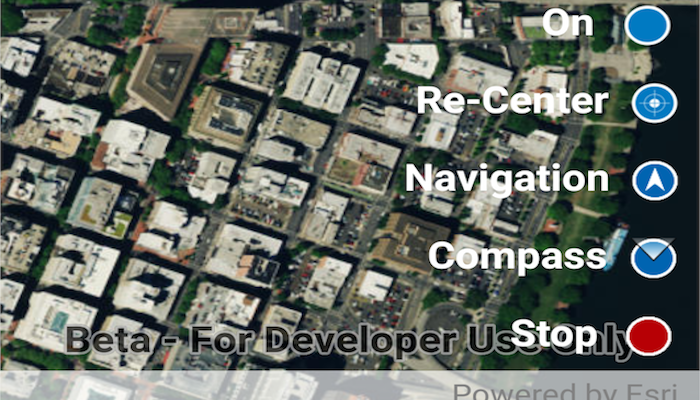 On
Re-Center
Navigation
Compass
Stop
Beta - For Developer Use Only
Powered by Esri